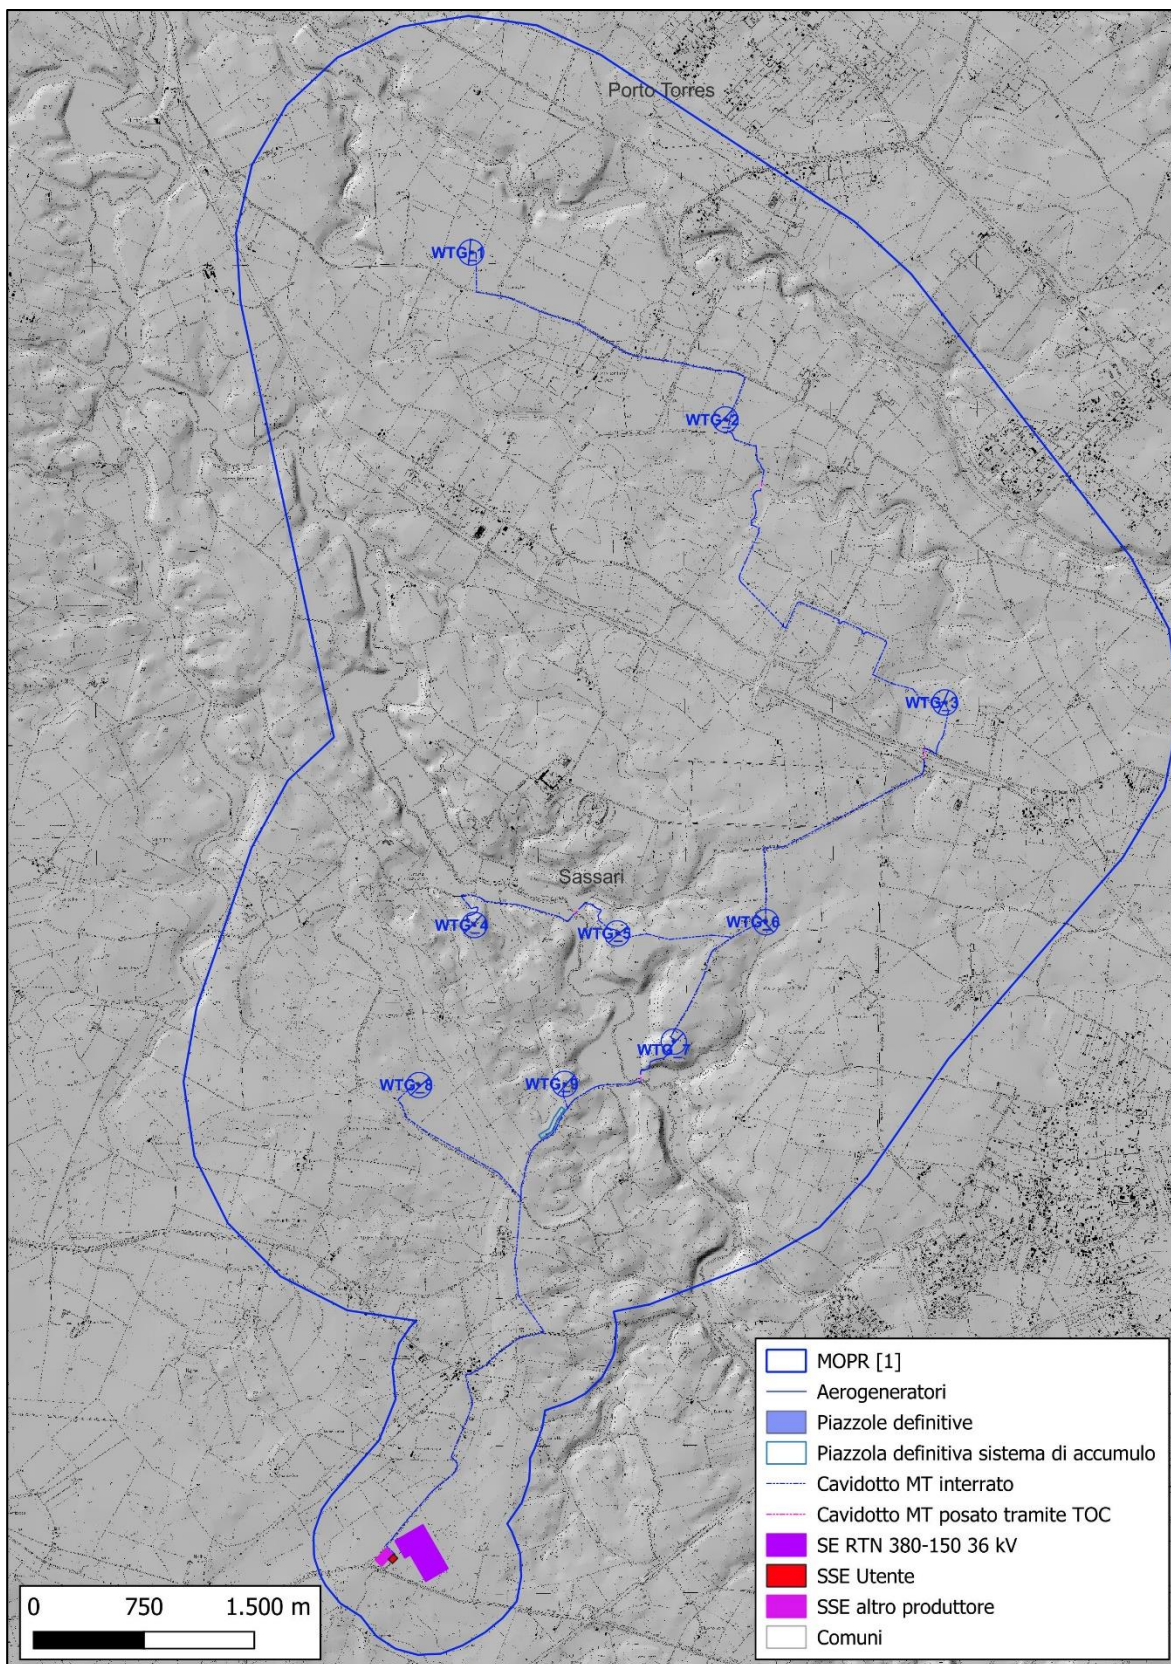 Porto Torres
WTG_1
WTG_2
WTG_3
Sassari
WTG_4
WTG_5
WTG_6
WTG_7
WTG_8
WTG_9
MOPR [1]
Aerogeneratori
Piazzole definitive
Piazzola definitiva sistema di accumulo
Cavidotto MT interrato
Cavidotto MT posato tramite TOC
SE RTN 380-150 36 kV
SSE Utente
SSE altro produttore
Comuni
0 750 1.500 m